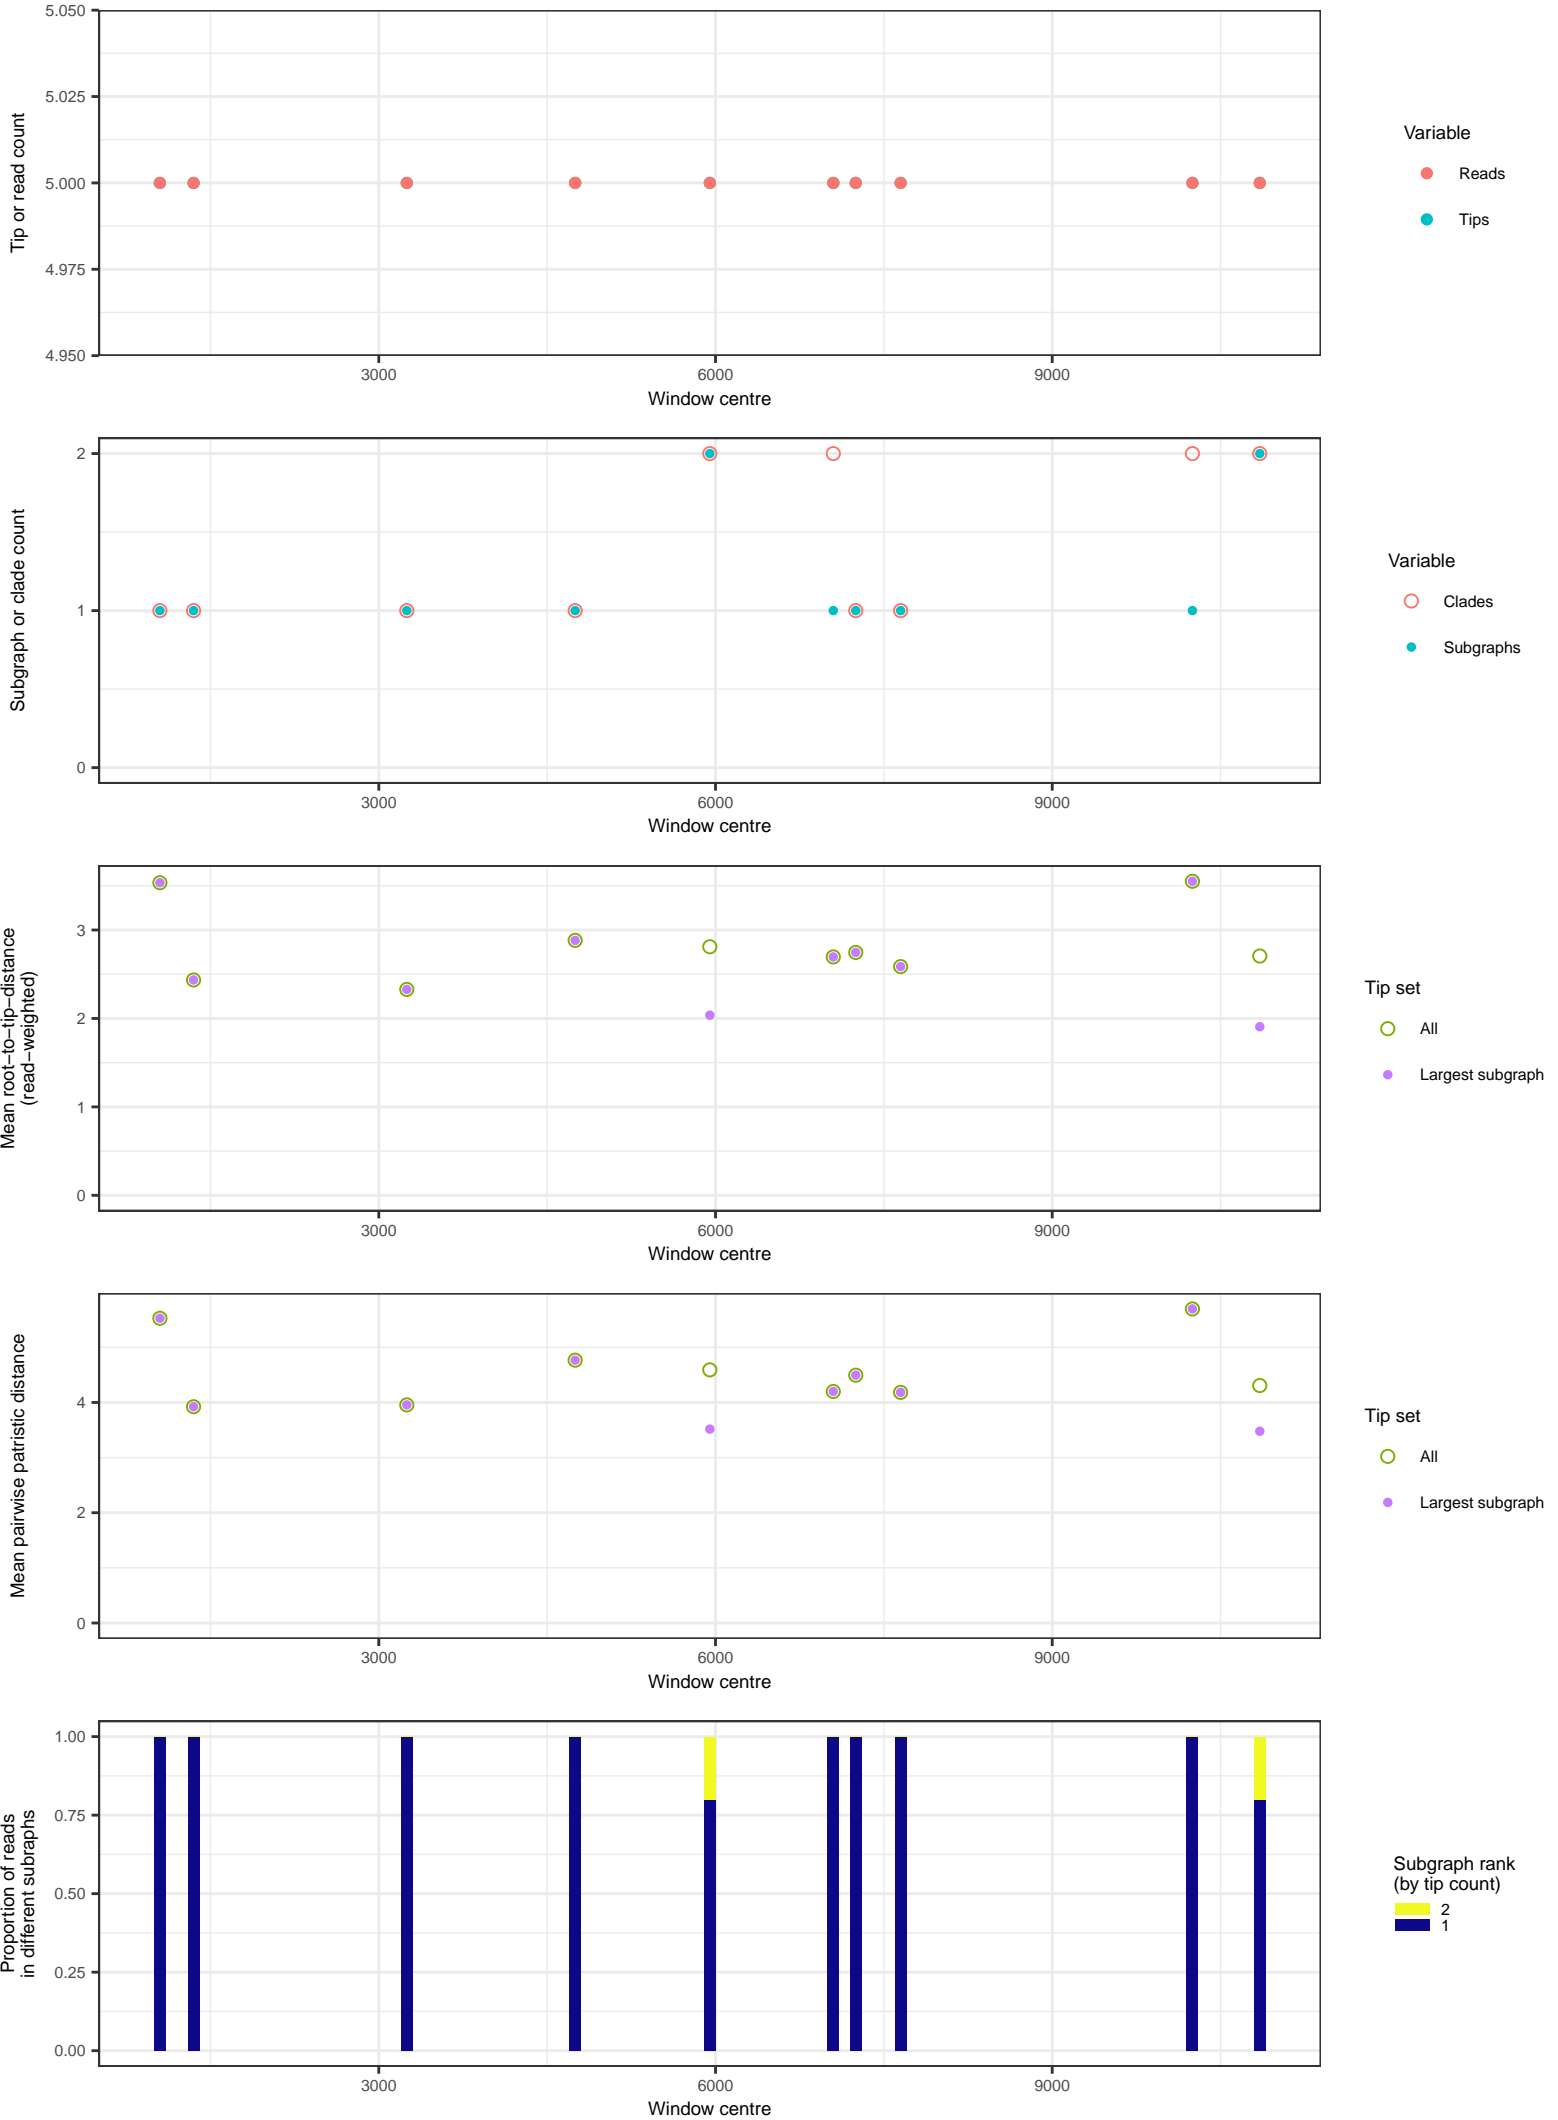 5.050
5.025
5.000
4.975
4.950
Tip or read count
3000
6000
9000
Window centre
Variable
Reads
Tips
2
1
0
Subgraph or clade count
3000
6000
9000
Window centre
Variable
Clades
Subgraphs
3
2
1
0
Mean root−to−tip−distance
(read−weighted)
3000
6000
9000
Window centre
Tip set
All
Largest subgraph
4
2
0
Mean pairwise patristic distance
3000
6000
9000
Window centre
Tip set
All
Largest subgraph
1.00
0.75
0.50
0.25
0.00
Proportion of reads
in different subraphs
3000
6000
9000
Window centre
Subgraph rank
(by tip count)
2
1